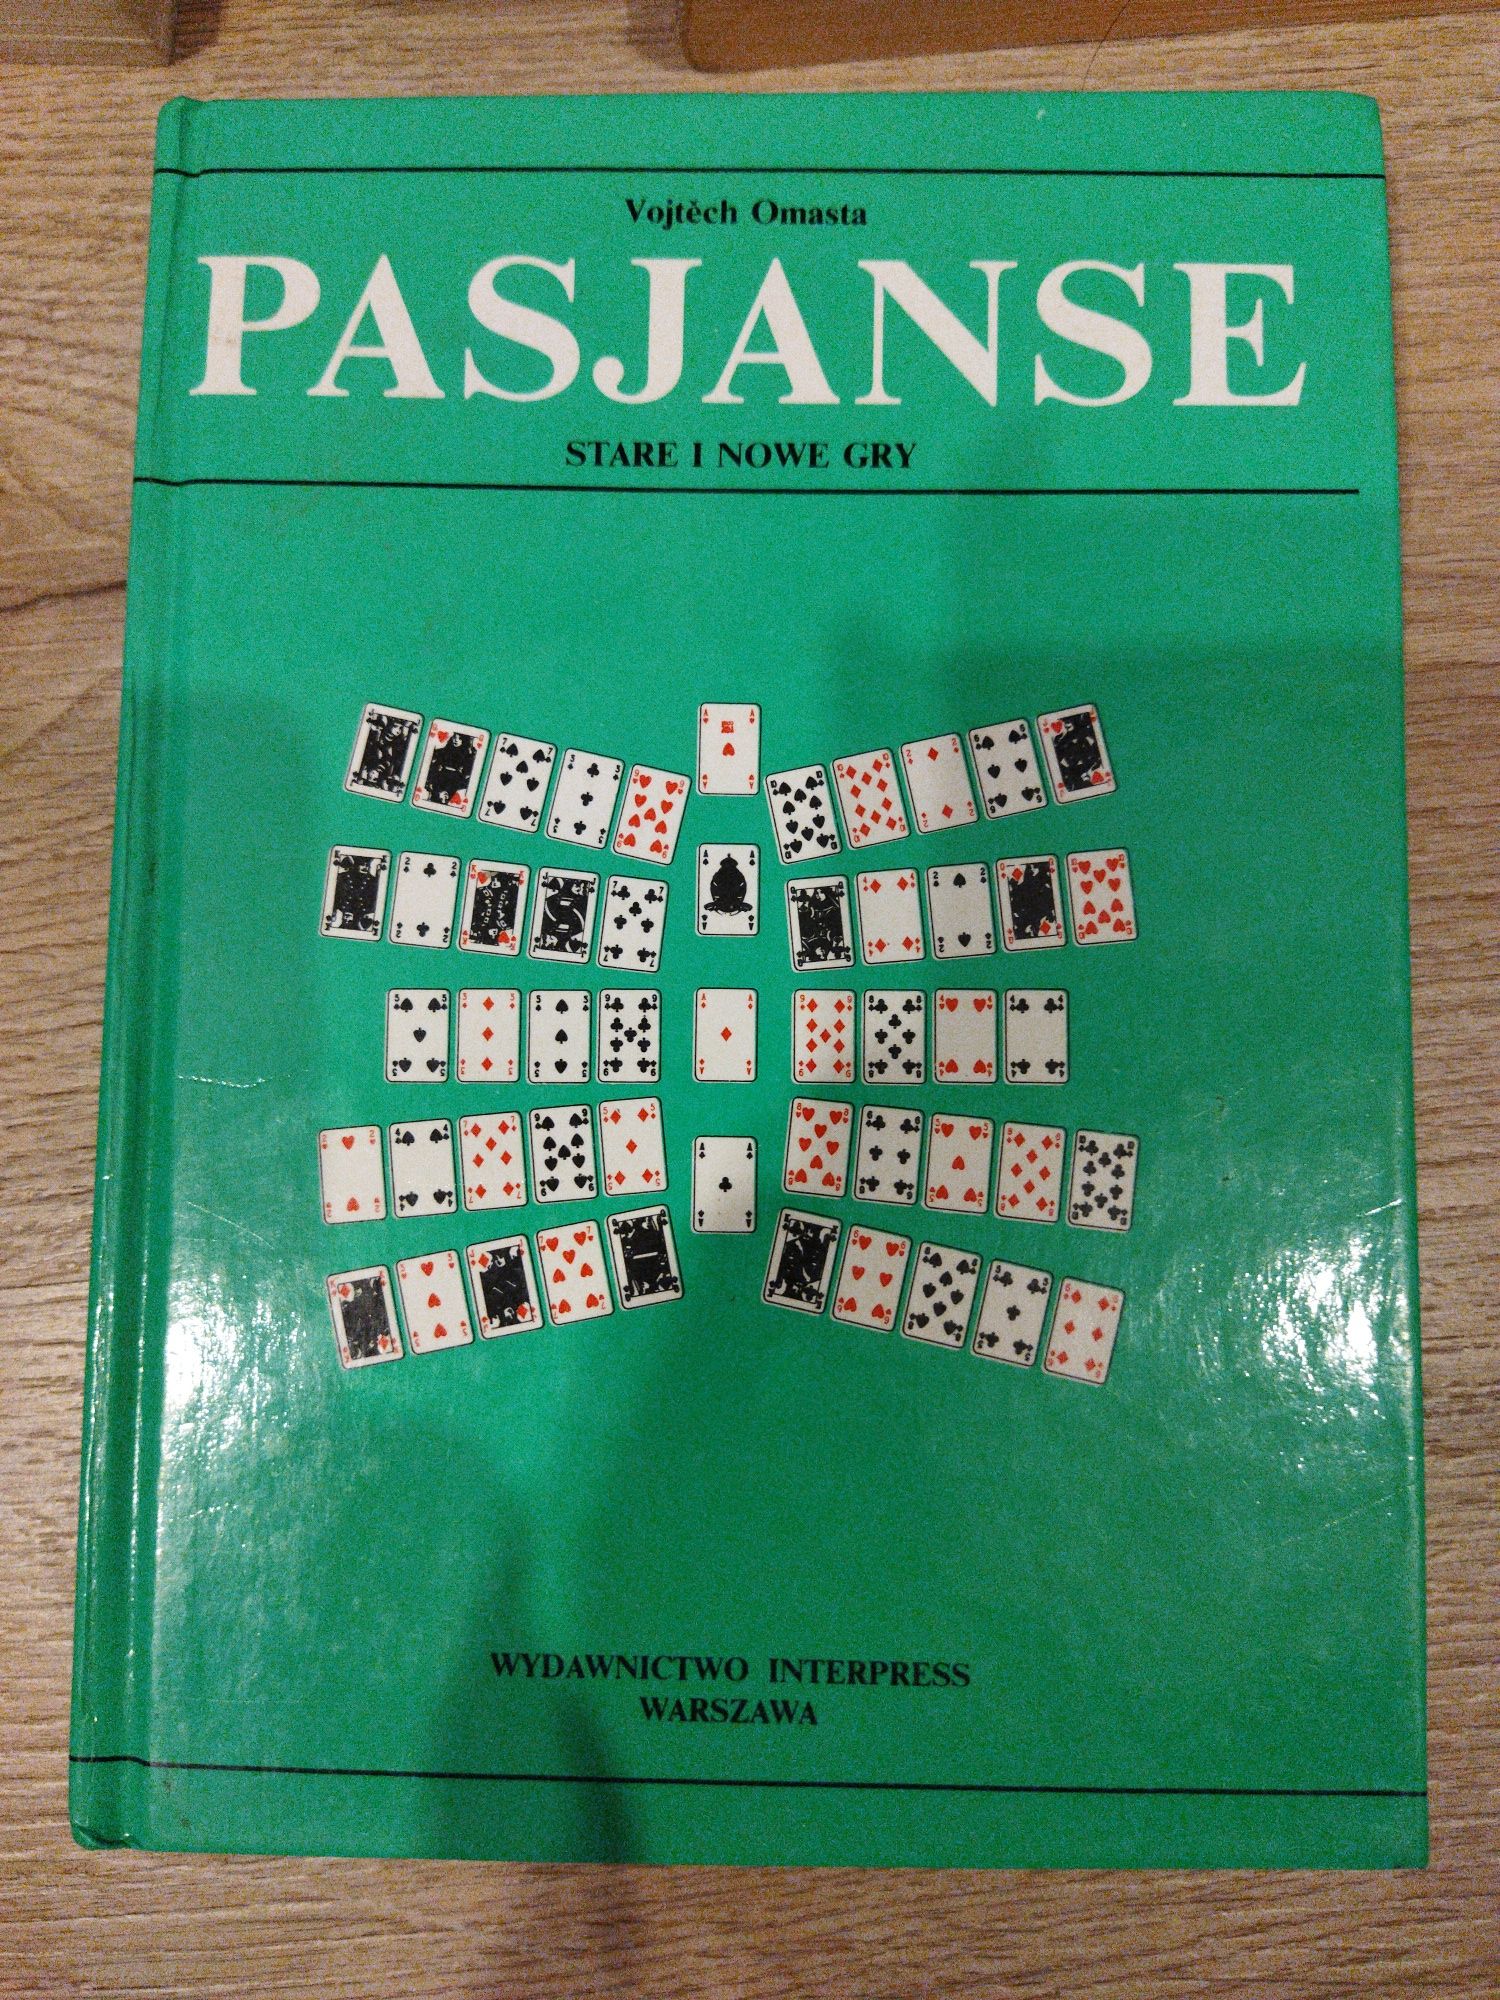 Vojtěch Omasta
PASJANSE
STARE I NOWE GRY
WYDAWNICTWO INTERPRESS
WARSZAWA